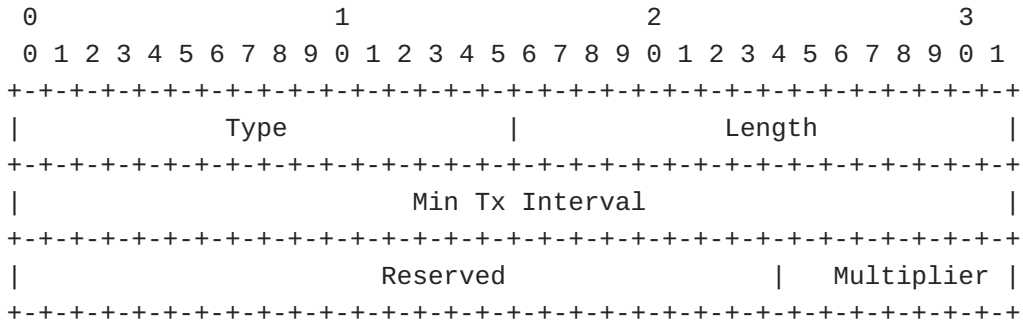 0                   1                   2                   3
 0 1 2 3 4 5 6 7 8 9 0 1 2 3 4 5 6 7 8 9 0 1 2 3 4 5 6 7 8 9 0 1
+-+-+-+-+-+-+-+-+-+-+-+-+-+-+-+-+-+-+-+-+-+-+-+-+-+-+-+-+-+-+-+-+
|             Type              |             Length            |
+-+-+-+-+-+-+-+-+-+-+-+-+-+-+-+-+-+-+-+-+-+-+-+-+-+-+-+-+-+-+-+-+
|                         Min Tx Interval                       |
+-+-+-+-+-+-+-+-+-+-+-+-+-+-+-+-+-+-+-+-+-+-+-+-+-+-+-+-+-+-+-+-+
|                       Reserved                 |   Multiplier |
+-+-+-+-+-+-+-+-+-+-+-+-+-+-+-+-+-+-+-+-+-+-+-+-+-+-+-+-+-+-+-+-+